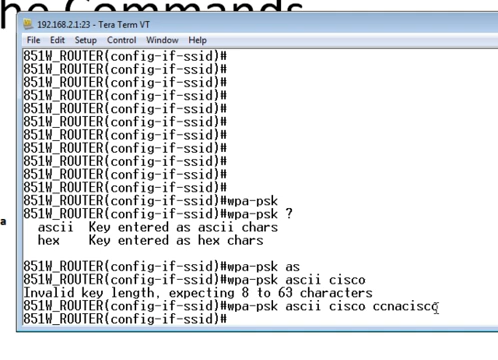 he Commands
192.168.2.1:23 - Tera Term VT
File Edit Setup Control Window Help
851W_ROUTER(config-if-ssid)#
851W_ROUTER(config-if-ssid)#
851W_ROUTER(config-if-ssid)#
851W_ROUTER(config-if-ssid)#
851W_ROUTER(config-if-ssid)#
851W_ROUTER(config-if-ssid)#
851W_ROUTER(config-if-ssid)#
851W_ROUTER(config-if-ssid)#
851W_ROUTER(config-if-ssid)#
851W_ROUTER(config-if-ssid)#
851W_ROUTER(config-if-ssid)#
851W_ROUTER(config-if-ssid)#wpa-psk
851W_ROUTER(config-if-ssid)#wpa-psk ?
a
ascii Key entered as ascii chars
hex Key entered as hex chars
851W_ROUTER(config-if-ssid)#wpa-psk as
851W_ROUTER(config-if-ssid)#wpa-psk ascii cisco
Invalid key length, expecting 8 to 63 characters
851W_ROUTER(config-if-ssid)#wpa-psk ascii cisco ccnacisco
851W_ROUTER(config-if-ssid)#